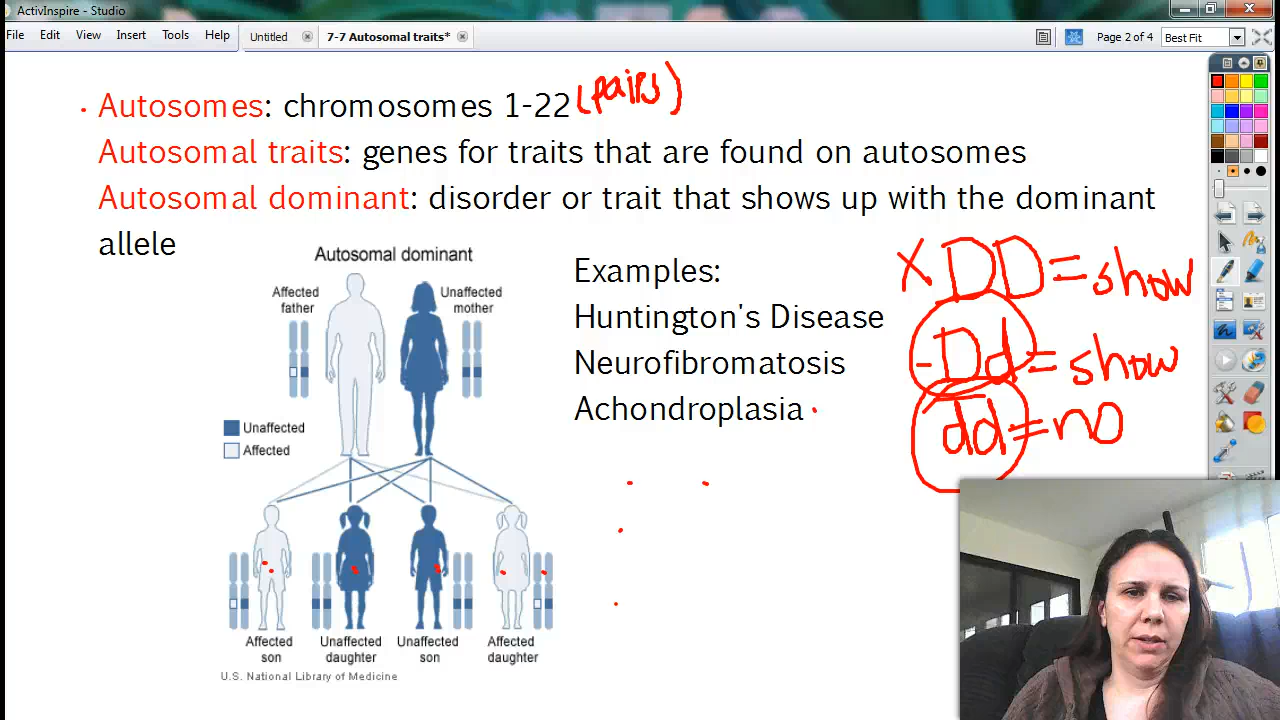 ActivInspire - Studio
File Edit View Insert Tools Help
Untitled
7-7 Autosomal traits*
Page 2 of 4
Best Fit
Autosomes: chromosomes 1-22 (pairs)
Autosomal traits: genes for traits that are found on autosomes
Autosomal dominant: disorder or trait that shows up with the dominant
allele
Autosomal dominant
Affected
father
Unaffected
mother
Unaffected
Affected
Affected
son
Unaffected
daughter
Unaffected
son
Affected
daughter
U.S. National Library of Medicine
Examples:
Huntington's Disease
Neurofibromatosis
Achondroplasia
x DD = show
- Dd = show
dd = no